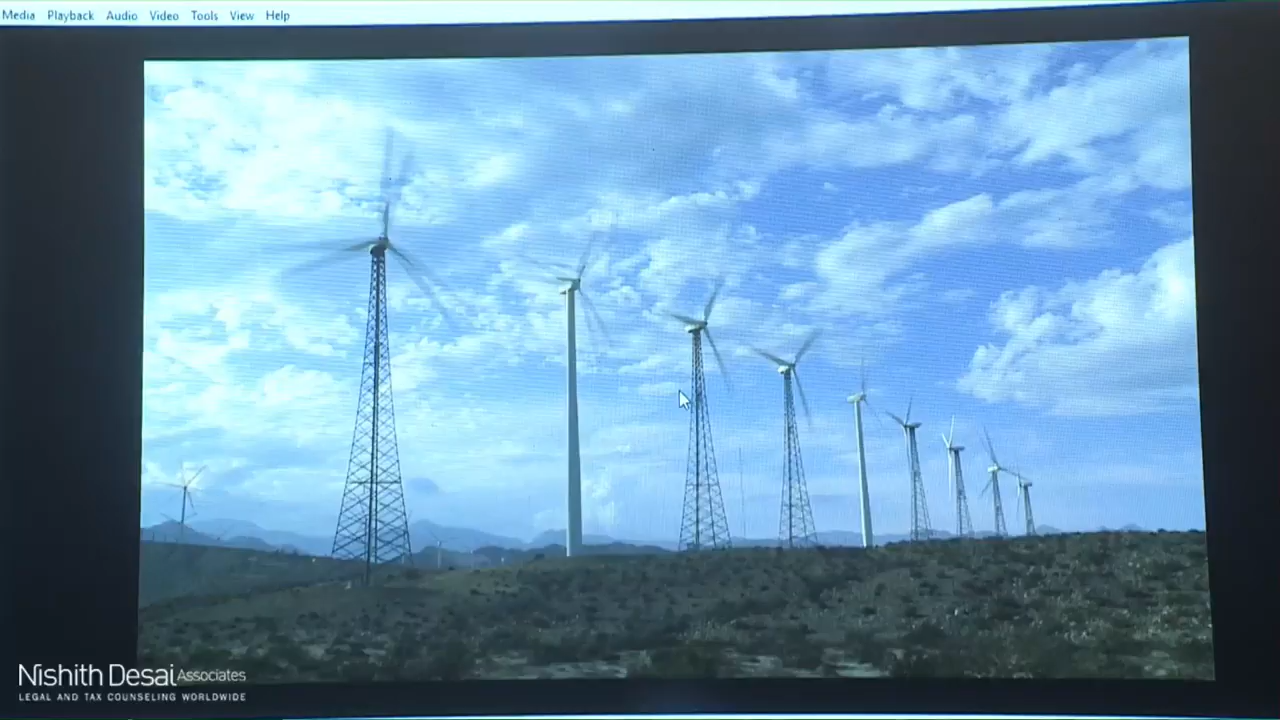 Media Playback Audio Video Tools View Help
Nishith Desai Associates
LEGAL AND TAX COUNSELING WORLDWIDE